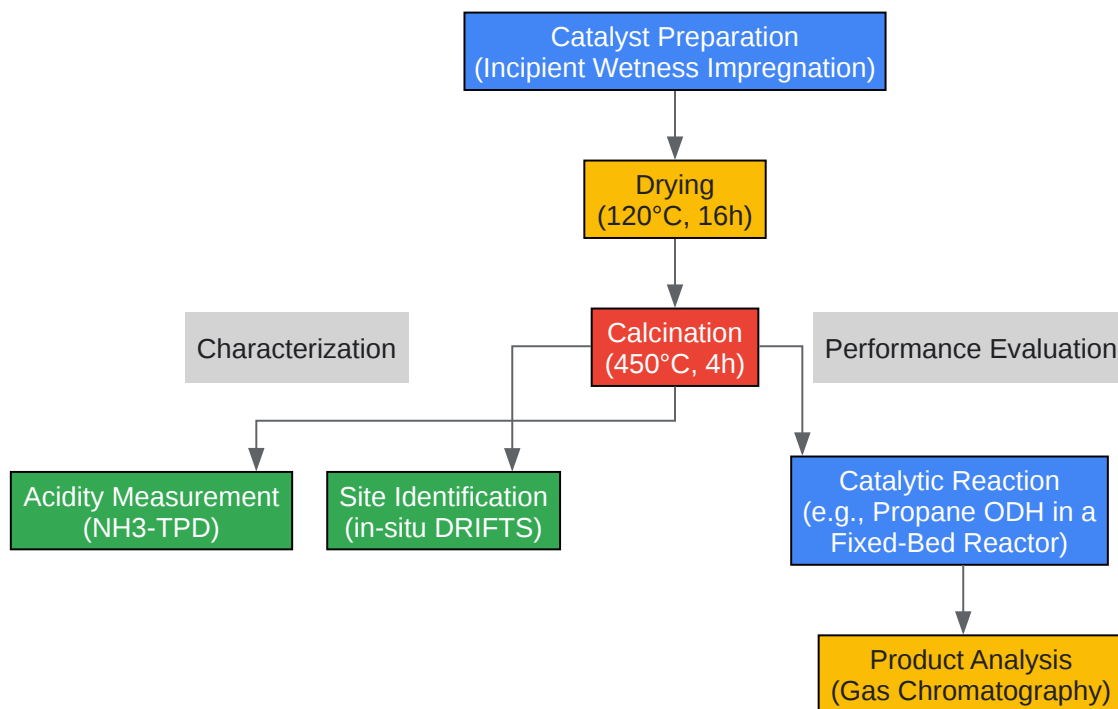 Catalyst Preparation
(Incipient Wetness Impregnation)
Drying
(120°C, 16h)
Characterization
Calcination
(450°C, 4h)
Performance Evaluation
Acidity Measurement
(NH3-TPD)
Site Identification
(in-situ DRIFTS)
Catalytic Reaction
(e.g., Propane ODH in a
Fixed-Bed Reactor)
Product Analysis
(Gas Chromatography)